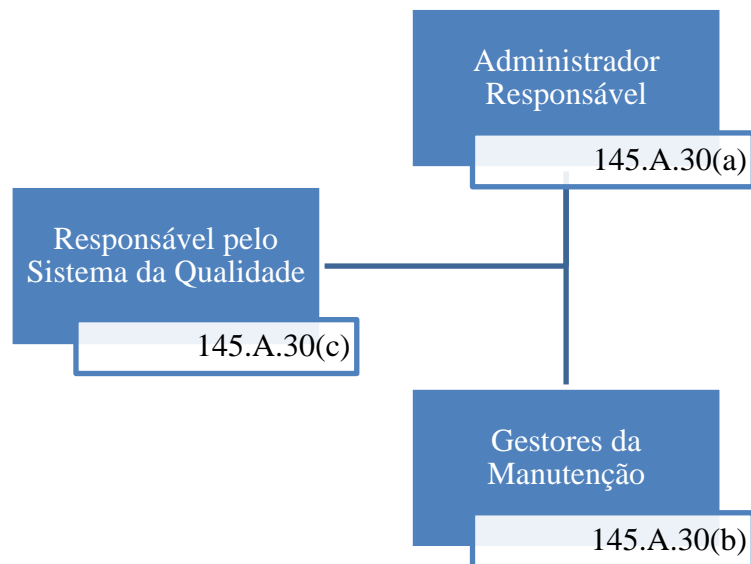 Administrador
Responsável
145.A.30(a)
Responsável pelo
Sistema da Qualidade
145.A.30(c)
Gestores da
Manutenção
145.A.30(b)